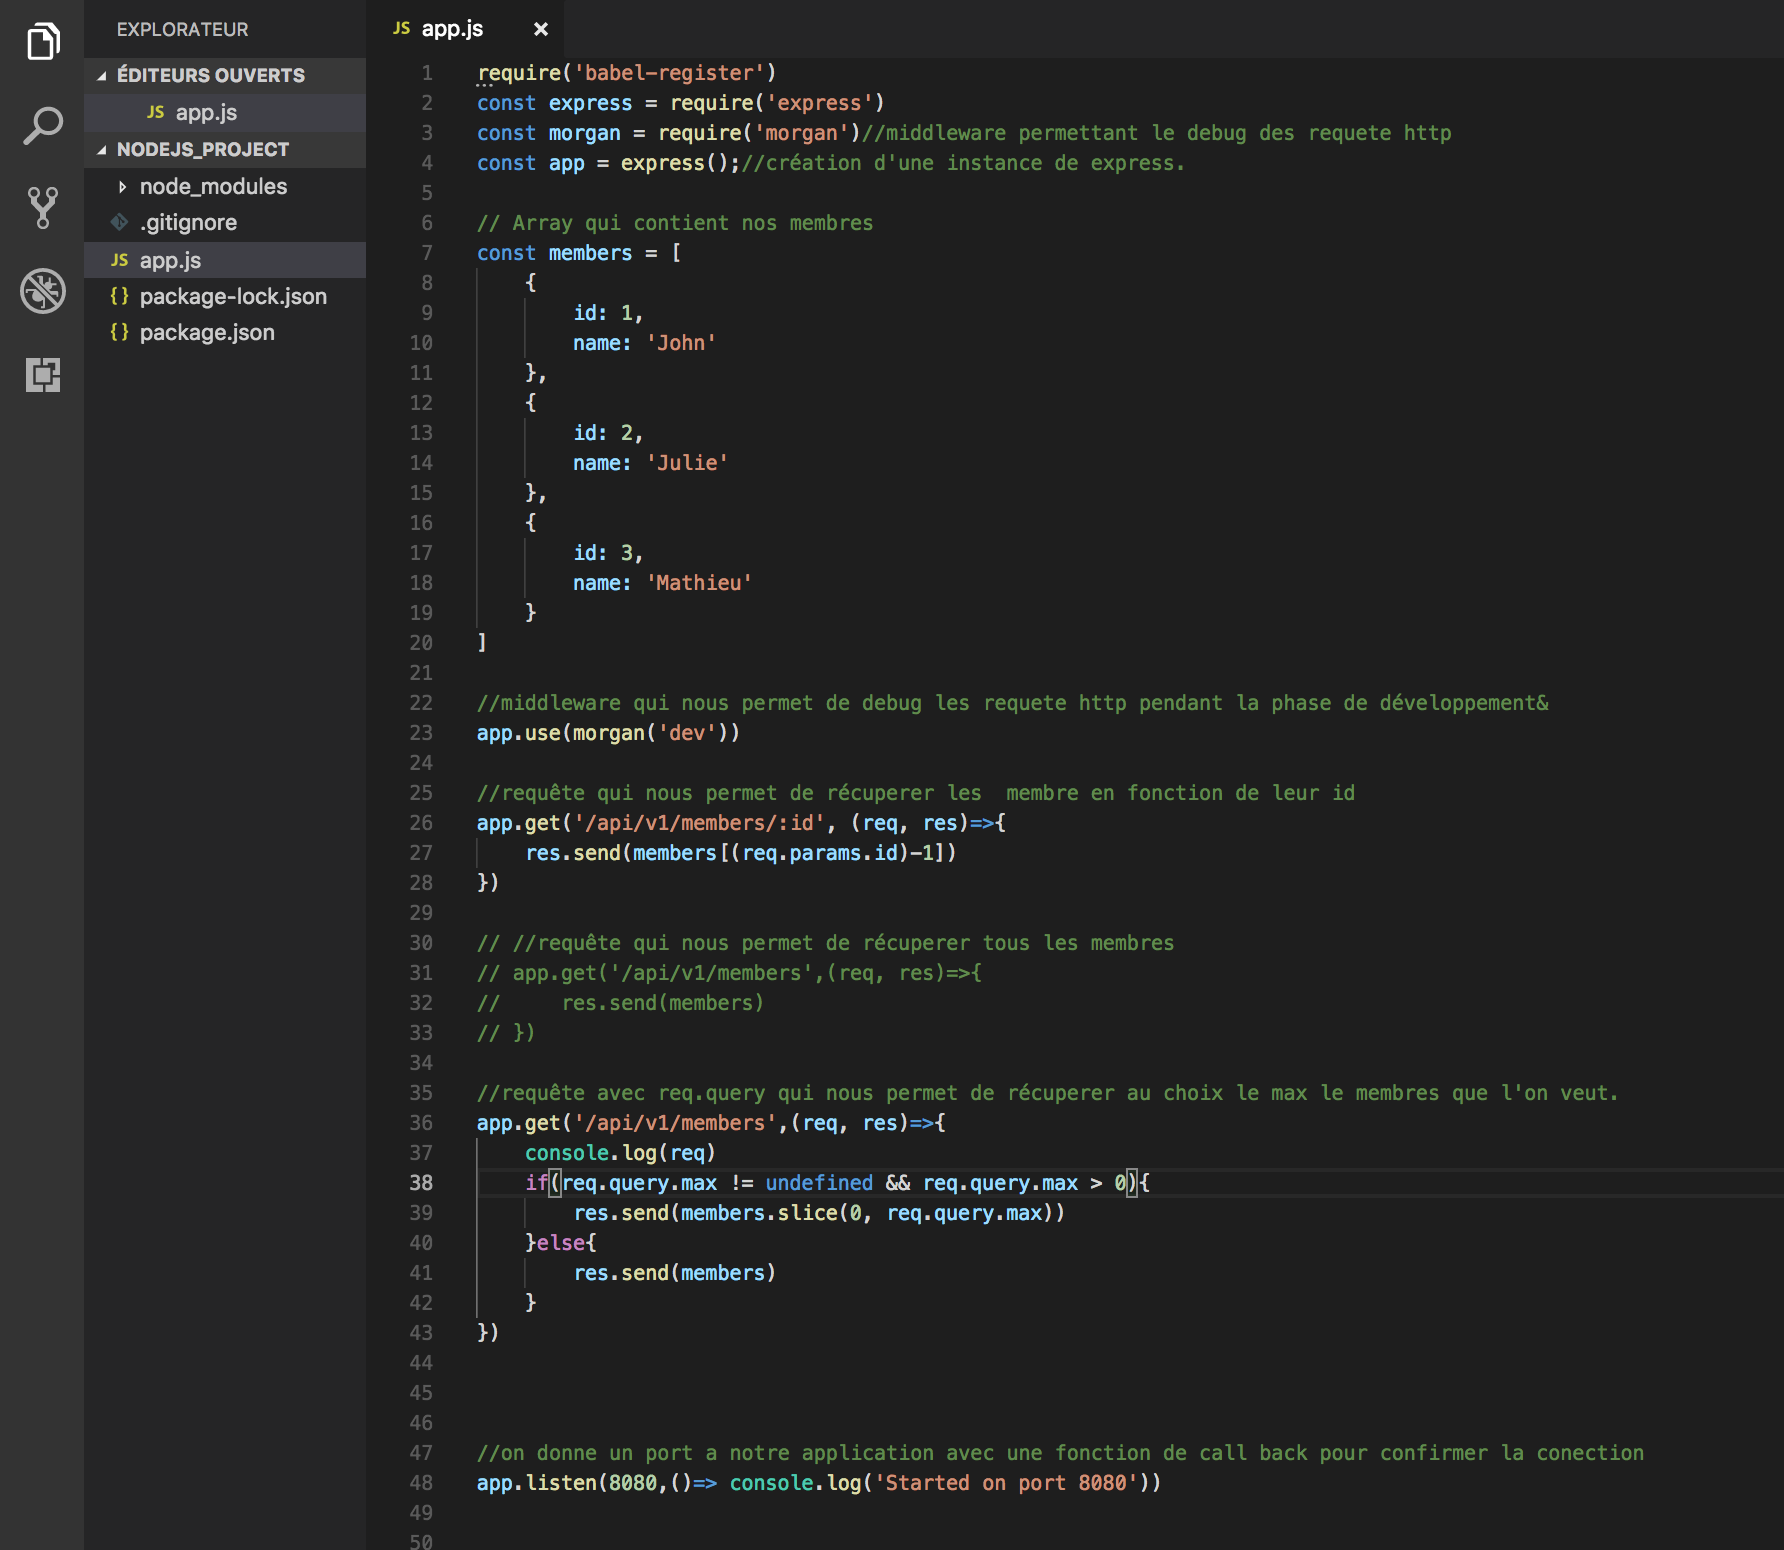 EXPLORATEUR
ÉDITEURS OUVERTS
JS app.js
NODEJS_PROJECT
node_modules
.gitignore
JS app.js
{} package-lock.json
{} package.json
JS app.js ×
1 require('babel-register')
2 const express = require('express')
3 const morgan = require('morgan')//middleware permettant le debug des requete http
4 const app = express();//création d'une instance de express.
5
6 // Array qui contient nos membres
7 const members = [
8     {
9         id: 1,
10         name: 'John'
11     },
12     {
13         id: 2,
14         name: 'Julie'
15     },
16     {
17         id: 3,
18         name: 'Mathieu'
19     }
20 ]
21
22 //middleware qui nous permet de debug les requete http pendant la phase de développement&
23 app.use(morgan('dev'))
24
25 //requête qui nous permet de récuperer les  membre en fonction de leur id
26 app.get('/api/v1/members/:id', (req, res)=>{
27     res.send(members[(req.params.id)-1])
28 })
29
30 // //requête qui nous permet de récuperer tous les membres
31 // app.get('/api/v1/members',(req, res)=>{
32 //     res.send(members)
33 // })
34
35 //requête avec req.query qui nous permet de récuperer au choix le max le membres que l'on veut.
36 app.get('/api/v1/members',(req, res)=>{
37     console.log(req)
38     if(req.query.max != undefined && req.query.max > 0){
39         res.send(members.slice(0, req.query.max))
40     }else{
41         res.send(members)
42     }
43 })
44
45
46
47 //on donne un port a notre application avec une fonction de call back pour confirmer la conection
48 app.listen(8080,()=> console.log('Started on port 8080'))
49
50